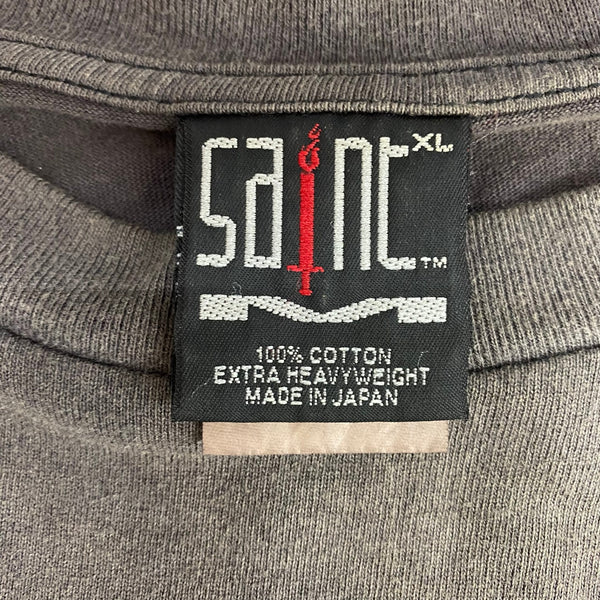 saint XL
TM
100% COTTON
EXTRA HEAVYWEIGHT
MADE IN JAPAN